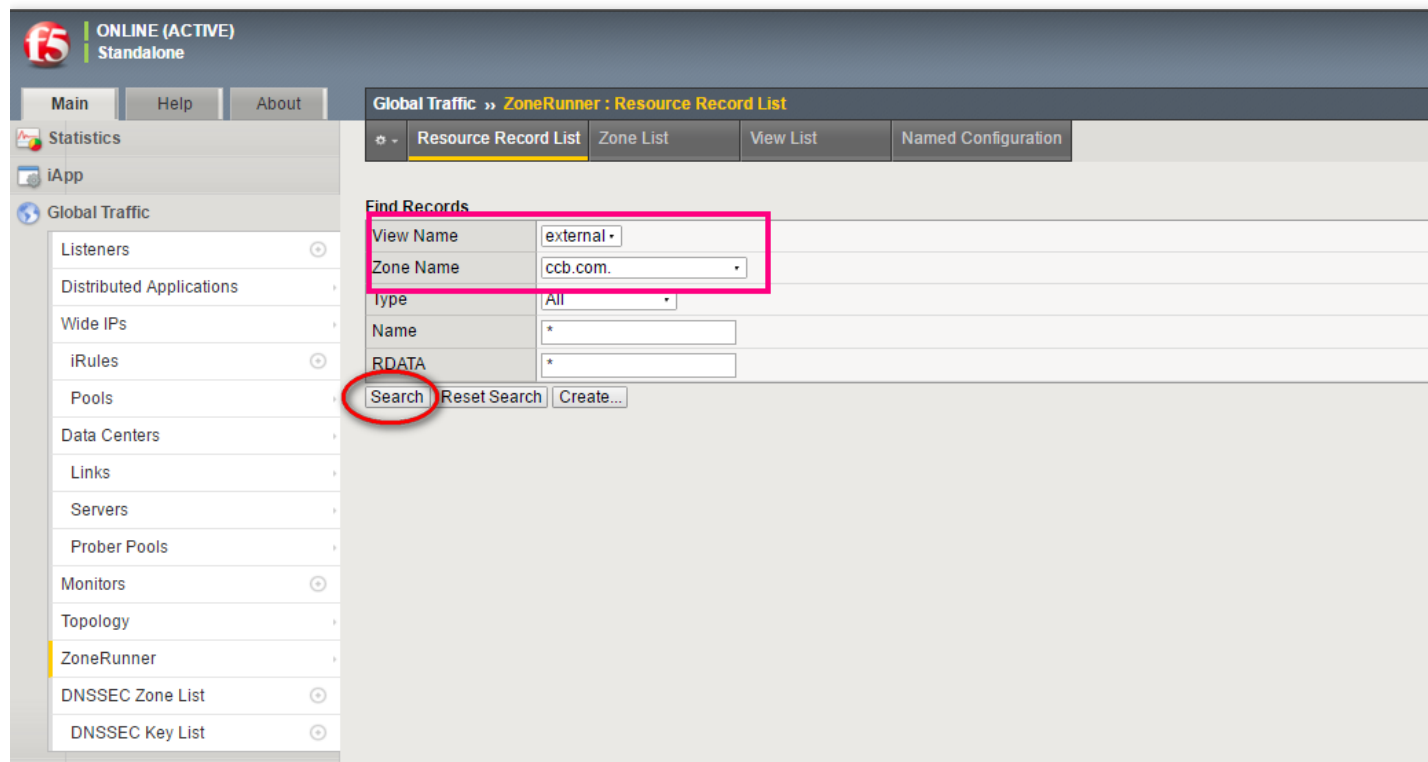 f5
ONLINE (ACTIVE)
Standalone
Main Help About
Statistics
iApp
Global Traffic
Listeners
Distributed Applications
Wide IPs
iRules
Pools
Data Centers
Links
Servers
Prober Pools
Monitors
Topology
ZoneRunner
DNSSEC Zone List
DNSSEC Key List
Global Traffic ›› ZoneRunner : Resource Record List
Resource Record List Zone List View List Named Configuration
Find Records
View Name external
Zone Name ccb.com.
Type All
Name *
RDATA *
Search Reset Search Create...